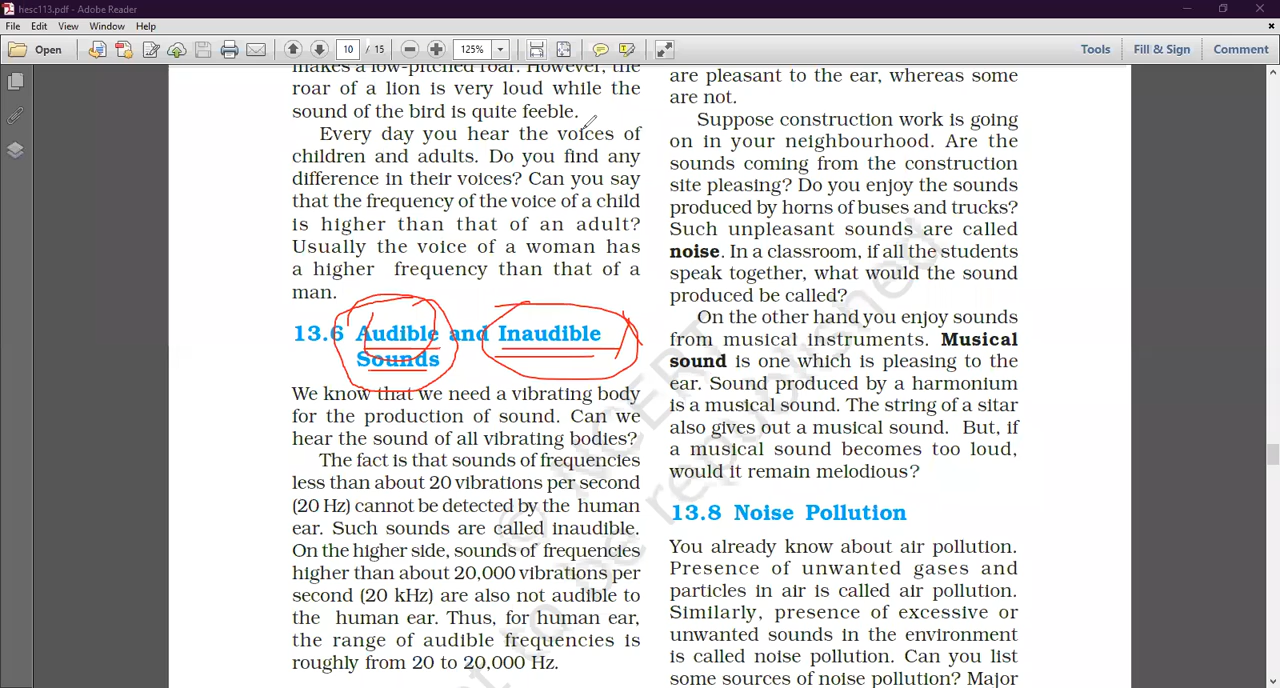 hesc113.pdf - Adobe Reader
File Edit View Window Help
Open 10 / 15 125% Tools Fill & Sign Comment
makes a low-pitched roar. However, the
roar of a lion is very loud while the
sound of the bird is quite feeble.
Every day you hear the voices of
children and adults. Do you find any
difference in their voices? Can you say
that the frequency of the voice of a child
is higher than that of an adult?
Usually the voice of a woman has
a higher frequency than that of a
man.
13.6 Audible and Inaudible
Sounds
We know that we need a vibrating body
for the production of sound. Can we
hear the sound of all vibrating bodies?
The fact is that sounds of frequencies
less than about 20 vibrations per second
(20 Hz) cannot be detected by the human
ear. Such sounds are called inaudible.
On the higher side, sounds of frequencies
higher than about 20,000 vibrations per
second (20 kHz) are also not audible to
the human ear. Thus, for human ear,
the range of audible frequencies is
roughly from 20 to 20,000 Hz.
are pleasant to the ear, whereas some
are not.
Suppose construction work is going
on in your neighbourhood. Are the
sounds coming from the construction
site pleasing? Do you enjoy the sounds
produced by horns of buses and trucks?
Such unpleasant sounds are called
noise. In a classroom, if all the students
speak together, what would the sound
produced be called?
On the other hand you enjoy sounds
from musical instruments. Musical
sound is one which is pleasing to the
ear. Sound produced by a harmonium
is a musical sound. The string of a sitar
also gives out a musical sound. But, if
a musical sound becomes too loud,
would it remain melodious?
13.8 Noise Pollution
You already know about air pollution.
Presence of unwanted gases and
particles in air is called air pollution.
Similarly, presence of excessive or
unwanted sounds in the environment
is called noise pollution. Can you list
some sources of noise pollution? Major
© NCERT
to be republished